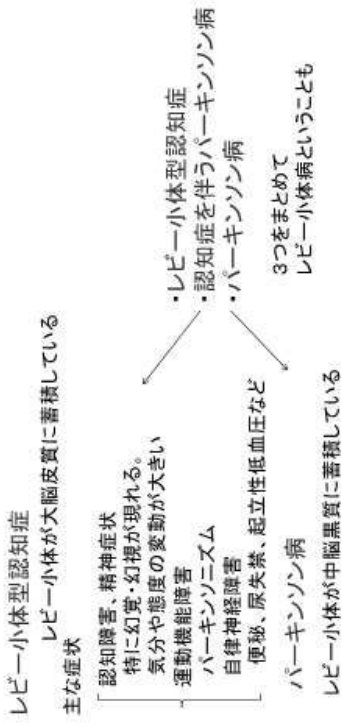 レビー小体型認知症
レビー小体が大脳皮質に蓄積している
主な症状
認知障害、精神症状
特に幻覚・幻視が現れる。
気分や態度の変動が大きい
運動機能障害
パーキンソニズム
自律神経障害
便秘、尿失禁、起立性低血圧など
パーキンソン病
レビー小体が中脳黒質に蓄積している
・レビー小体型認知症
・認知症を伴うパーキンソン病
・パーキンソン病
3つをまとめて
レビー小体病ということも